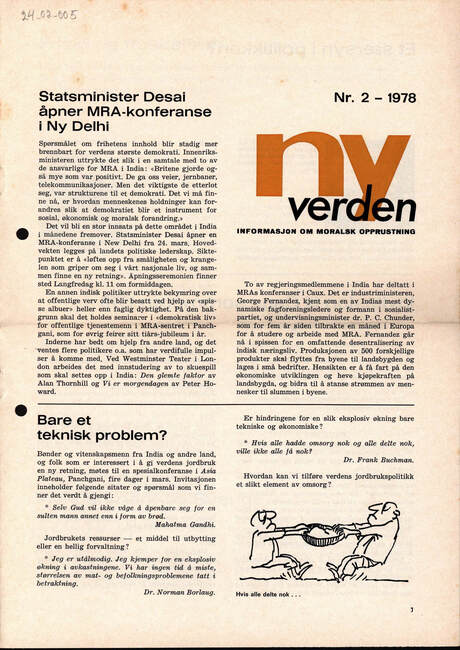 24-02-005
Statsminister Desai
åpner MRA-konferanse
i Ny Delhi
Spørsmålet om frihetens innhold blir stadig mer
brennbart for verdens største demokrati. Innenriks-
ministeren uttrykte det slik i en samtale med to av
de ansvarlige for MRA i India: «Britene gjorde og-
så mye som var positivt. De ga oss veier, jernbaner,
telekommunikasjoner. Men det viktigste de etterlot
seg, var strukturene til et demokrati. Det vi må fin-
ne nå, er hvordan menneskenes holdninger kan for-
andres slik at demokratiet blir et instrument for
sosial, økonomisk og moralsk forandring.»
Det vil bli en stor innsats på dette området i India
i månedene fremover. Statsminister Desai åpner en
MRA-konferanse i New Delhi fra 24. mars. Hoved-
vekten legges på landets politiske lederskap. Sikte-
punktet er å «løftes opp fra småligheten og krangle-
en som griper om seg i vårt nasjonale liv, og sam-
men finne en ny retning». Åpningsseremonien finner
sted Langfredag kl. 11 om formiddagen.
En annen indisk politiker uttrykte bekymring over
at offentlige verv ofte blir besatt ved hjelp av «spis-
se albuer» heller enn faglig dyktighet. På den bak-
grunn skal det holdes seminarer i «demokratisk liv»
for offentlige tjenestemenn i MRA-sentret i Panch-
gani, som for øvrig feirer sitt tiårs-jubileum i år.
Inderne har bedt om hjelp fra andre land, og det
ventes flere politikere o.a. som har verdifulle impul-
ser å komme med. Ved Westminster Teater i Lon-
don arbeides det med innstudering av to skuespill
som skal settes opp i India: Den glemte faktor av
Alan Thornhill og Vi er morgendagen av Peter Ho-
ward.
Nr. 2 – 1978
ny
verden
INFORMASJON OM MORALSK OPPRUSTNING
To av regjeringsmedlemmene i India har deltatt i
MRAs konferanser i Caux. Det er industriministeren,
George Fernandez, kjent som en av Indias mest dy-
namiske fagforeningsledere og formann i sosialist-
partiet, og undervisningsminister dr. P. C. Chunder,
som for fem år siden tilbrakte en måned i Europa
for å studere og arbeide med MRA. Fernandez går
nå i spissen for en omfattende desentralisering av
indisk næringsliv. Produksjonen av 500 forskjellige
produkter skal flyttes fra byene til landsbygden og
lages i små bedrifter. Hensikten er å få fart på den
økonomiske utviklingen og heve kjøpekraften på
landsbygda, og bidra til å stanse strømmen av men-
nesker til slummen i byene.
Bare et
teknisk problem?
Bønder og vitenskapsmenn fra India og andre land,
og folk som er interessert i å gi verdens jordbruk
en ny retning, møtes til en spesialkonferanse i Asia
Plateau, Panchgani, fire dager i mars. Invitasjonen
inneholder følgende sitater og spørsmål som vi fin-
ner det verdt å gjengi:
* Selv Gud vil ikke våge å åpenbare seg for en
sulten mann annet enn i form av brød.
Mahatma Gandhi.
Jordbrukets ressurser — et middel til utbytting
eller en hellig forvaltning?
* Jeg er utålmodig. Jeg kjemper for en eksplosiv
økning i avkastningene. Vi har ingen tid å miste,
størrelsen av mat- og befolkningsproblemene tatt i
betraktning.
Dr. Norman Borlaug.
Er hindringene for en slik eksplosiv økning bare
tekniske og økonomiske?
* Hvis alle hadde omsorg nok og alle delte nok,
ville ikke alle få nok?
Dr. Frank Buchman.
Hvordan kan vi tilføre verdens jordbrukspolitikk
et slikt element av omsorg?
Hvis alle delte nok . . .
1